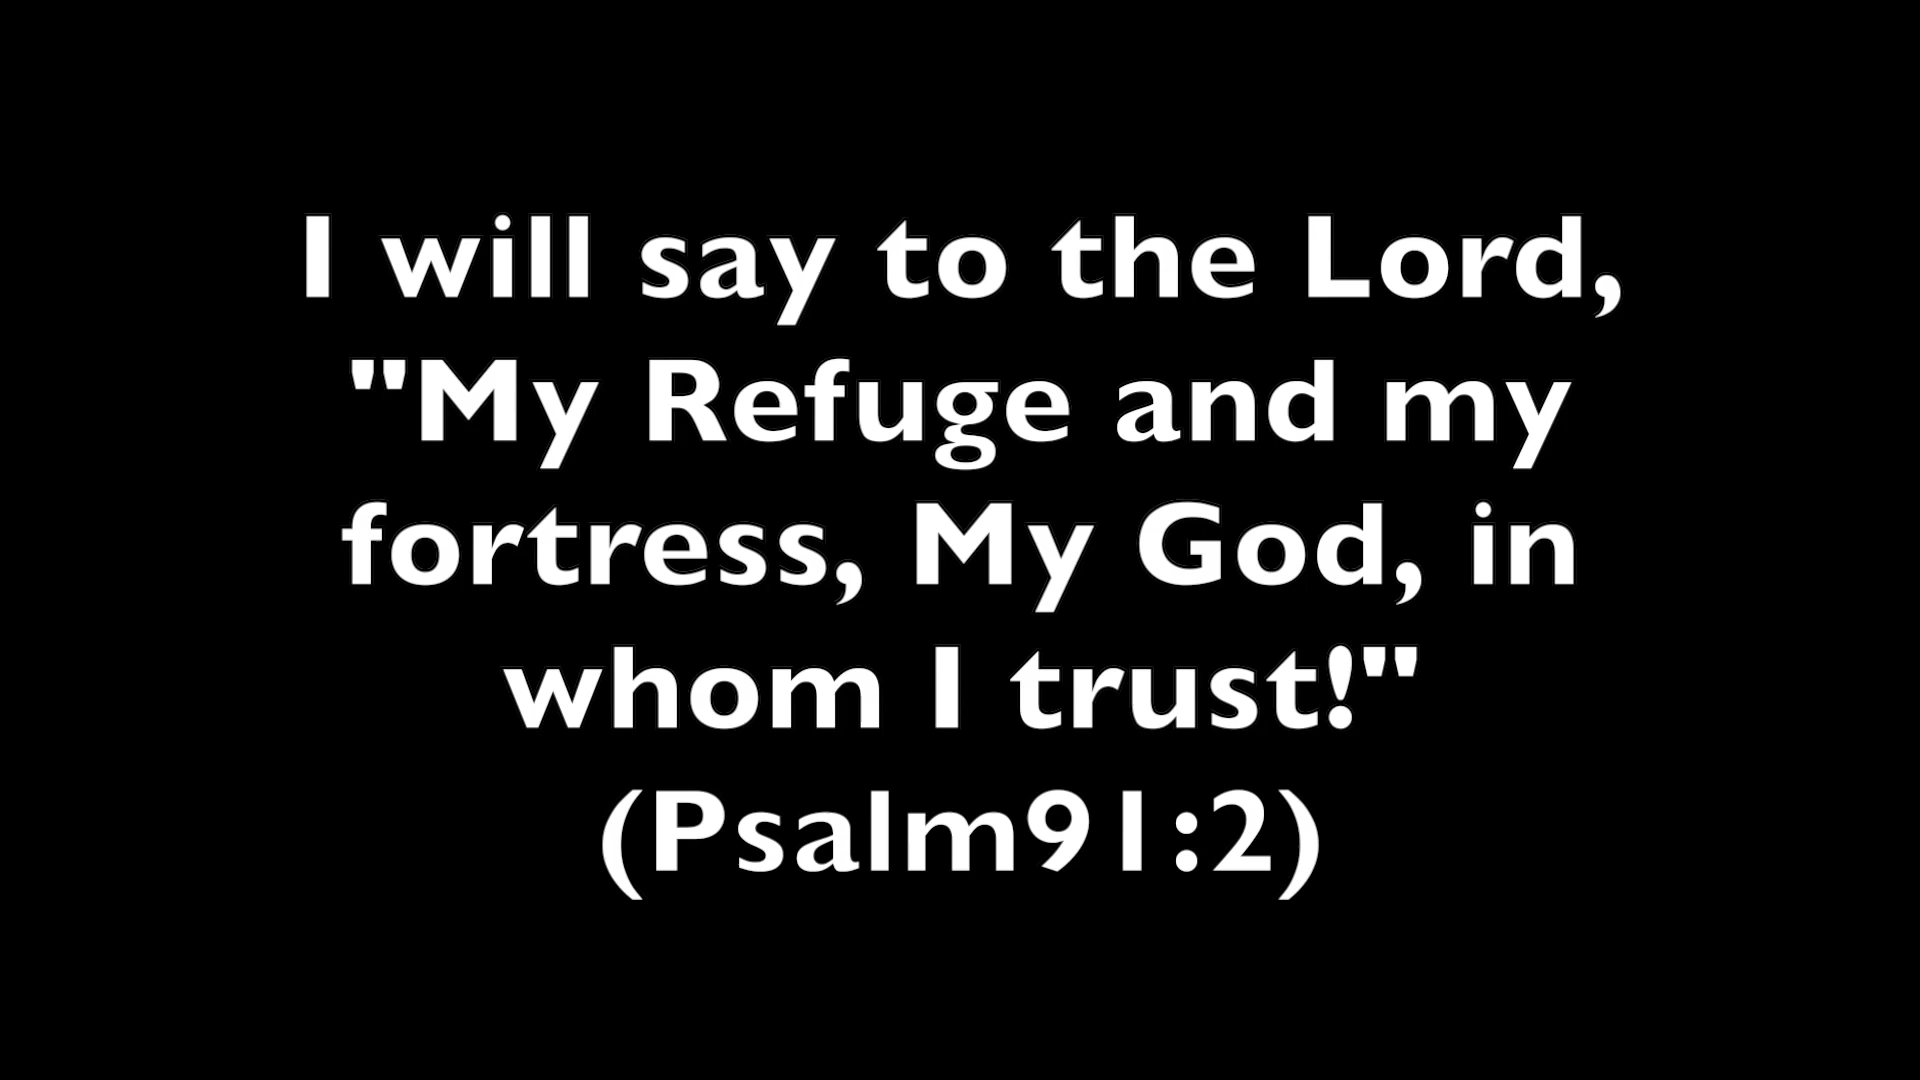 I will say to the Lord,
"My Refuge and my
fortress, My God, in
whom I trust!"
(Psalm91:2)